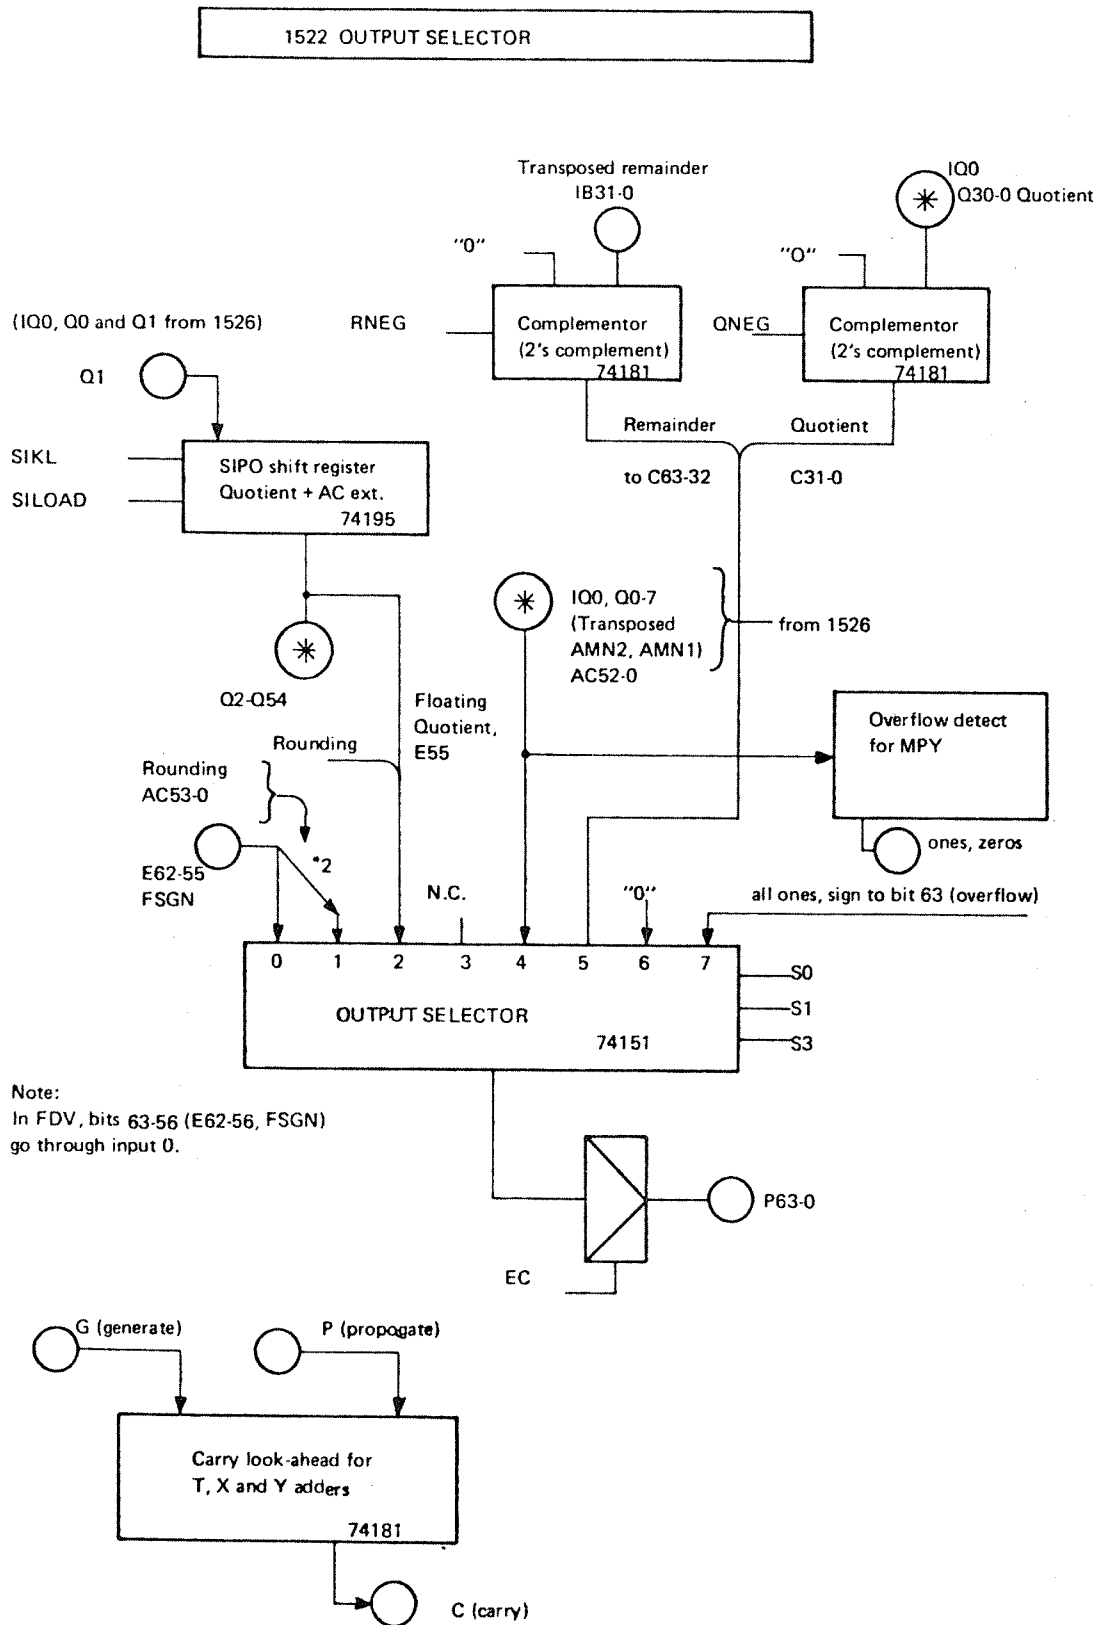 1522 OUTPUT SELECTOR
Transposed remainder
IB31-0
IQ0
Q30-0 Quotient
"0"
"O"
(IQ0, Q0 and Q1 from 1526)
RNEG
Complementor
(2's complement)
74181
QNEG
Complementor
(2's complement)
74181
Q1
SIKL
SILOAD
SIPO shift register
Quotient + AC ext.
74195
Remainder
to C63-32
Quotient
C31-0
IQ0, Q0-7
(Transposed
AMN2, AMN1)
AC52-0
from 1526
Q2-Q54
Floating
Quotient,
E55
Rounding
Rounding
AC53-0
Overflow detect
for MPY
ones, zeros
E62-55
FSGN
*2
N.C.
"0"
all ones, sign to bit 63 (overflow)
0 1 2 3 4 5 6 7
OUTPUT SELECTOR
74151
S0
S1
S3
Note:
In FDV, bits 63-56 (E62-56, FSGN)
go through input 0.
P63-0
EC
G (generate)
P (propogate)
Carry look-ahead for
T, X and Y adders
74181
C (carry)